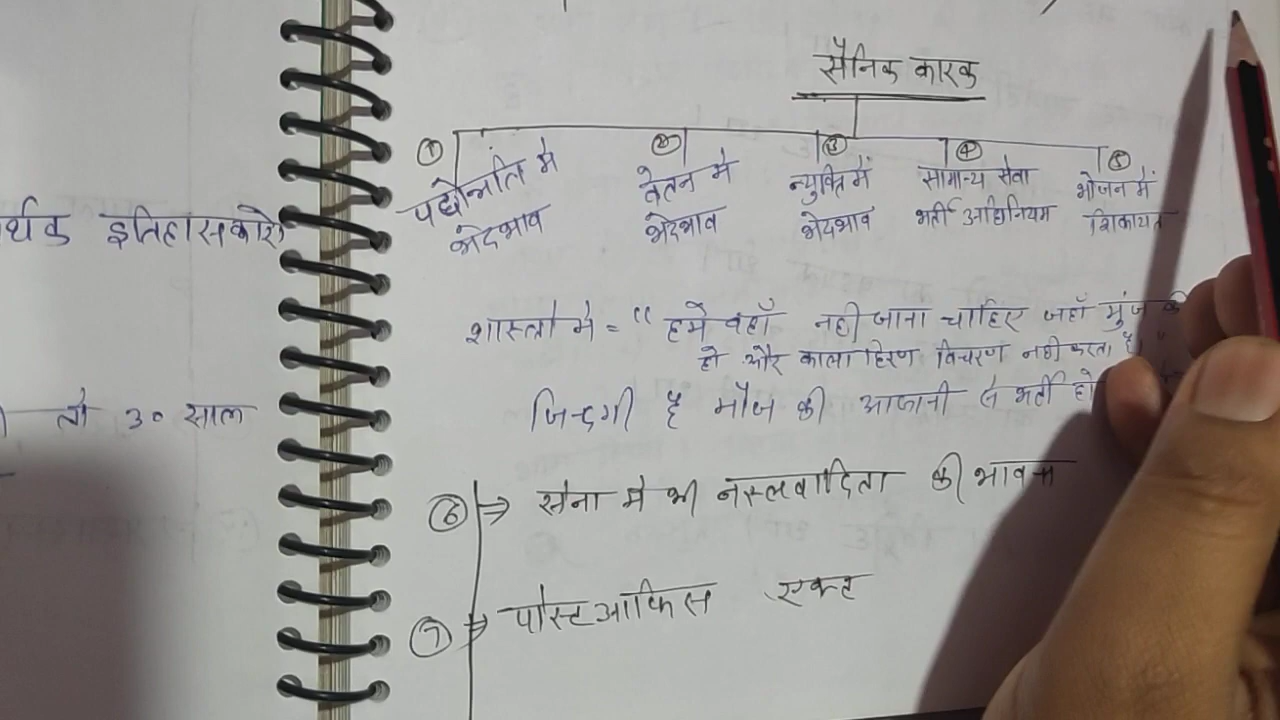 र्थक इतिहासकारो
तो 30 साल
सैनिक कारक
① ② ③ ④ ⑤
पद्योन्नति में वेतन मे न्युक्ति में सामान्य सेवा भोजन में
भेदभाव भेदभाव भेदभाव भर्ती अधिनियम शिकायत
शास्त्रो मे = "हमे वहाँ नही जाना चाहिए जहाँ मुंज
हो और काला हिरण विचरण नही करता है।"
जिन्दगी है मौज की आजानी से भर्ती हो
⑥ ⇒ सेना मे भी नस्लवादिता की भावना
⑦ ⇒ पोस्टआफिस एक्ट